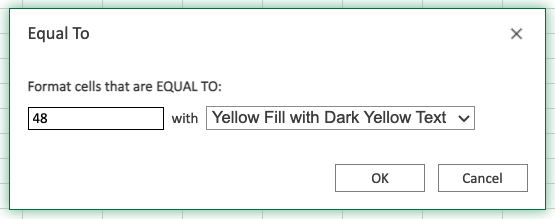 Equal To
Format cells that are EQUAL TO:
48 with Yellow Fill with Dark Yellow Text
OK Cancel